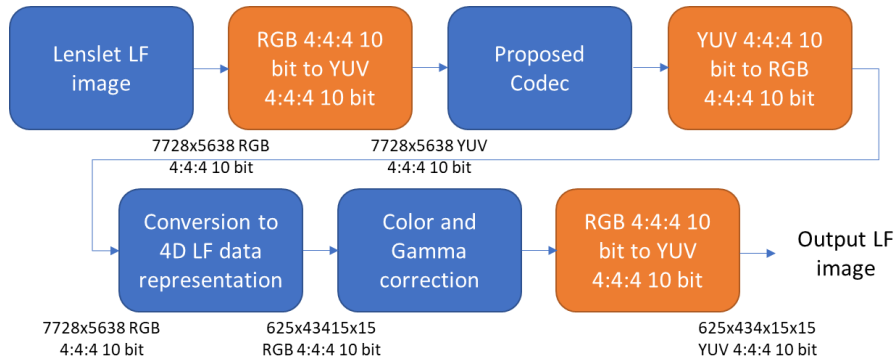 Lenslet LF
image
RGB 4:4:4 10
bit to YUV
4:4:4 10 bit
Proposed
Codec
YUV 4:4:4 10
bit to RGB
4:4:4 10 bit
7728x5638 RGB
4:4:4 10 bit
7728x5638 YUV
4:4:4 10 bit
Conversion to
4D LF data
representation
Color and
Gamma
correction
RGB 4:4:4 10
bit to YUV
4:4:4 10 bit
Output LF
image
7728x5638 RGB
4:4:4 10 bit
625x43415x15
RGB 4:4:4 10 bit
625x434x15x15
YUV 4:4:4 10 bit